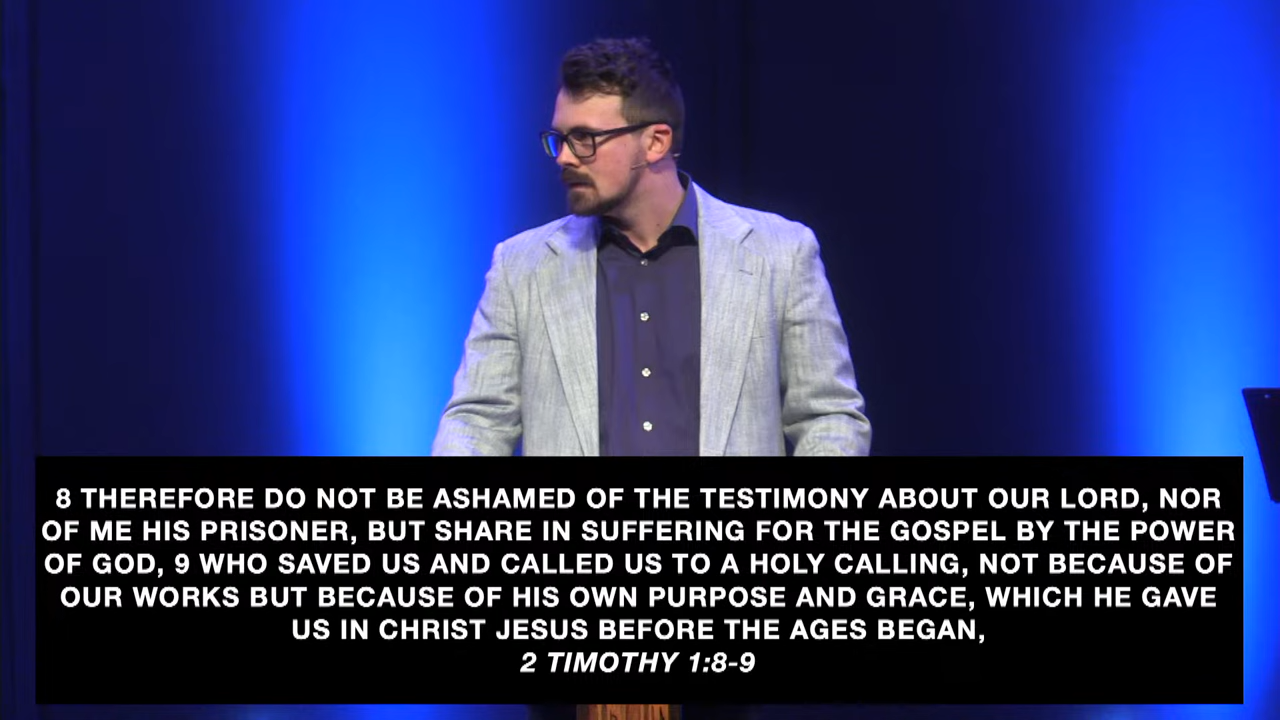 8 THEREFORE DO NOT BE ASHAMED OF THE TESTIMONY ABOUT OUR LORD, NOR
OF ME HIS PRISONER, BUT SHARE IN SUFFERING FOR THE GOSPEL BY THE POWER
OF GOD, 9 WHO SAVED US AND CALLED US TO A HOLY CALLING, NOT BECAUSE OF
OUR WORKS BUT BECAUSE OF HIS OWN PURPOSE AND GRACE, WHICH HE GAVE
US IN CHRIST JESUS BEFORE THE AGES BEGAN,
2 TIMOTHY 1:8-9